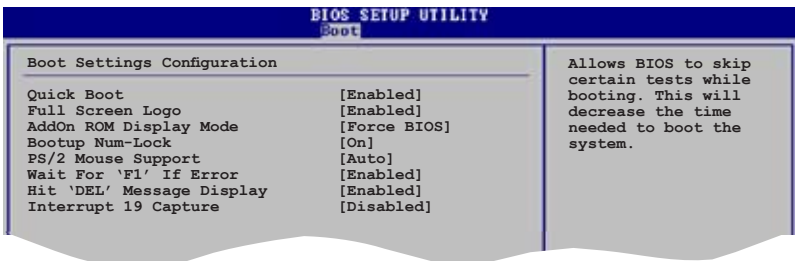 BIOS SETUP UTILITY
Boot
Boot Settings Configuration
Quick Boot [Enabled]
Full Screen Logo [Enabled]
AddOn ROM Display Mode [Force BIOS]
Bootup Num-Lock [On]
PS/2 Mouse Support [Auto]
Wait For ‘F1’ If Error [Enabled]
Hit ‘DEL’ Message Display [Enabled]
Interrupt 19 Capture [Disabled]
Allows BIOS to skip
certain tests while
booting. This will
decrease the time
needed to boot the
system.